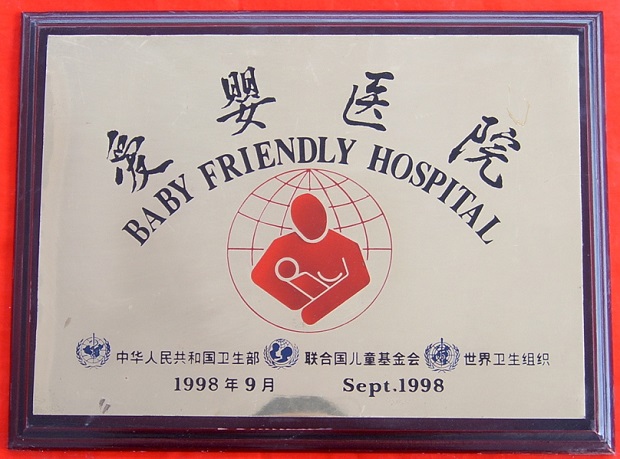 爱婴医院
BABY FRIENDLY HOSPITAL
中华人民共和国卫生部 联合国儿童基金会 世界卫生组织
1998年9月 Sept.1998